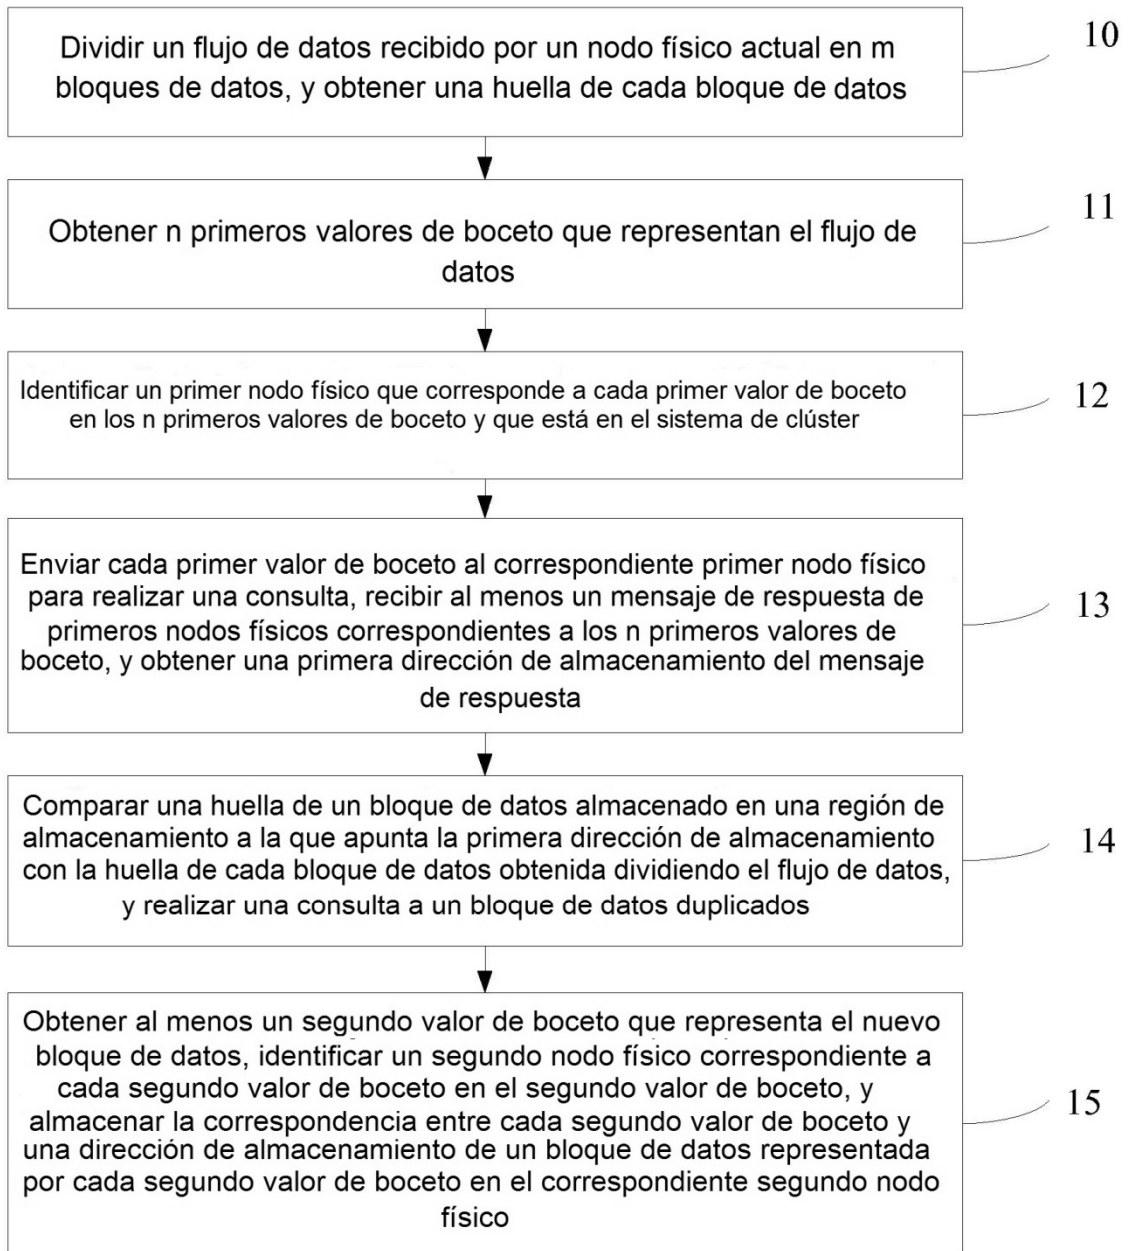 Dividir un flujo de datos recibido por un nodo físico actual en m
bloques de datos, y obtener una huella de cada bloque de datos
10
Obtener n primeros valores de boceto que representan el flujo de
datos
11
Identificar un primer nodo físico que corresponde a cada primer valor de boceto
en los n primeros valores de boceto y que está en el sistema de clúster
12
Enviar cada primer valor de boceto al correspondiente primer nodo físico
para realizar una consulta, recibir al menos un mensaje de respuesta de
primeros nodos físicos correspondientes a los n primeros valores de
boceto, y obtener una primera dirección de almacenamiento del mensaje
de respuesta
13
Comparar una huella de un bloque de datos almacenado en una región de
almacenamiento a la que apunta la primera dirección de almacenamiento
con la huella de cada bloque de datos obtenida dividiendo el flujo de datos,
y realizar una consulta a un bloque de datos duplicados
14
Obtener al menos un segundo valor de boceto que representa el nuevo
bloque de datos, identificar un segundo nodo físico correspondiente a
cada segundo valor de boceto en el segundo valor de boceto, y
almacenar la correspondencia entre cada segundo valor de boceto y
una dirección de almacenamiento de un bloque de datos representada
por cada segundo valor de boceto en el correspondiente segundo nodo
físico
15